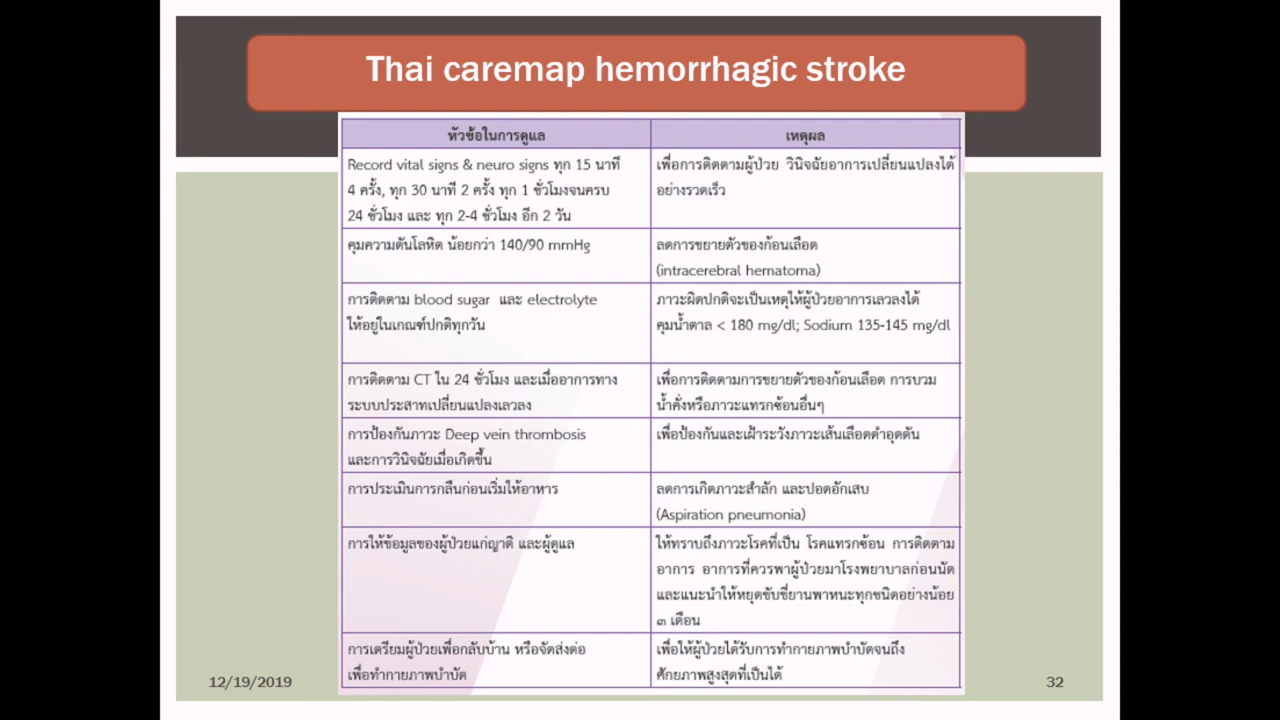 Thai caremap hemorrhagic stroke
หัวข้อในการดูแล
เหตุผล
Record vital signs & neuro signs ทุก 15 นาที
4 ครั้ง, ทุก 30 นาที 2 ครั้ง ทุก 1 ชั่วโมงจนครบ
24 ชั่วโมง และ ทุก 2-4 ชั่วโมง อีก 2 วัน
เพื่อการติดตามผู้ป่วย วินิจฉัยอาการเปลี่ยนแปลงได้
อย่างรวดเร็ว
คุมความดันโลหิต น้อยกว่า 140/90 mmHg
ลดการขยายตัวของก้อนเลือด
(intracerebral hematoma)
การติดตาม blood sugar และ electrolyte
ให้อยู่ในเกณฑ์ปกติทุกวัน
ภาวะผิดปกติจะเป็นเหตุให้ผู้ป่วยอาการเลวลงได้
คุมน้ำตาล < 180 mg/dl; Sodium 135-145 mg/dl
การติดตาม CT ใน 24 ชั่วโมง และเมื่ออาการทาง
ระบบประสาทเปลี่ยนแปลงเลวลง
เพื่อการติดตามการขยายตัวของก้อนเลือด การบวม
น้ำคั่งหรือภาวะแทรกซ้อนอื่นๆ
การป้องกันภาวะ Deep vein thrombosis
และการวินิจฉัยเมื่อเกิดขึ้น
เพื่อป้องกันและเฝ้าระวังภาวะเส้นเลือดดำอุดตัน
การประเมินการกลืนก่อนเริ่มให้อาหาร
ลดการเกิดภาวะสำลัก และปอดอักเสบ
(Aspiration pneumonia)
การให้ข้อมูลของผู้ป่วยแก่ญาติ และผู้ดูแล
ให้ทราบถึงภาวะโรคที่เป็น โรคแทรกซ้อน การติดตาม
อาการ อาการที่ควรพาผู้ป่วยมาโรงพยาบาลก่อนนัด
และแนะนำให้หยุดขับขี่ยานพาหนะทุกชนิดอย่างน้อย
๓ เดือน
การเตรียมผู้ป่วยเพื่อกลับบ้าน หรือจัดส่งต่อ
เพื่อทำกายภาพบำบัด
เพื่อให้ผู้ป่วยได้รับการทำกายภาพบำบัดจนถึง
ศักยภาพสูงสุดที่เป็นได้
12/19/2019
32